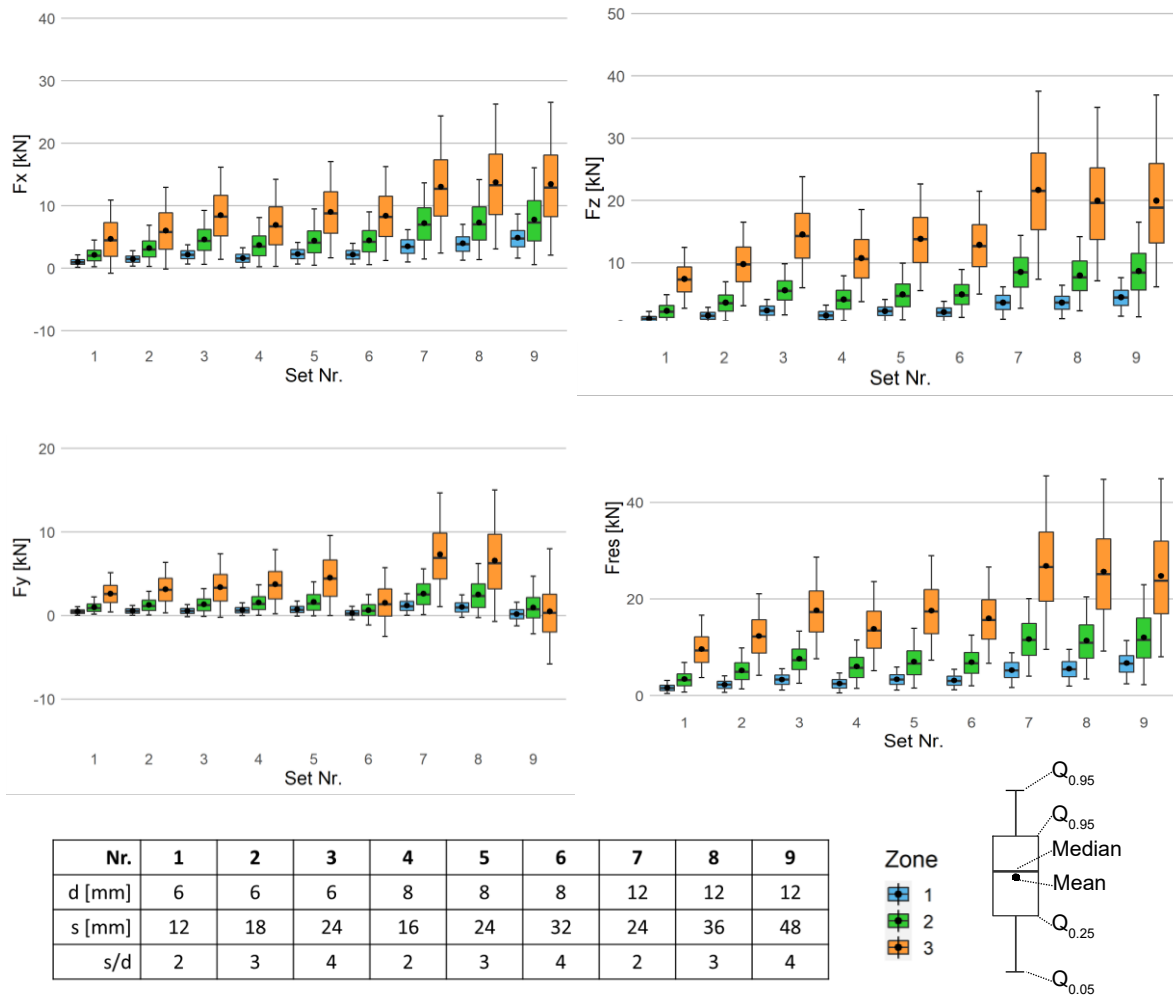 40
30
20
10
0
-10
Fx [kN]
1 2 3 4 5 6 7 8 9
Set Nr.
50
40
30
20
10
Fz [kN]
1 2 3 4 5 6 7 8 9
Set Nr.
20
10
0
-10
Fy [kN]
1 2 3 4 5 6 7 8 9
Set Nr.
40
20
0
Fres [kN]
1 2 3 4 5 6 7 8 9
Set Nr.
Nr. 1 2 3 4 5 6 7 8 9
d [mm] 6 6 6 8 8 8 12 12 12
s [mm] 12 18 24 16 24 32 24 36 48
s/d 2 3 4 2 3 4 2 3 4
Zone
1
2
3
Q0.95
Q0.95
Median
Mean
Q0.25
Q0.05